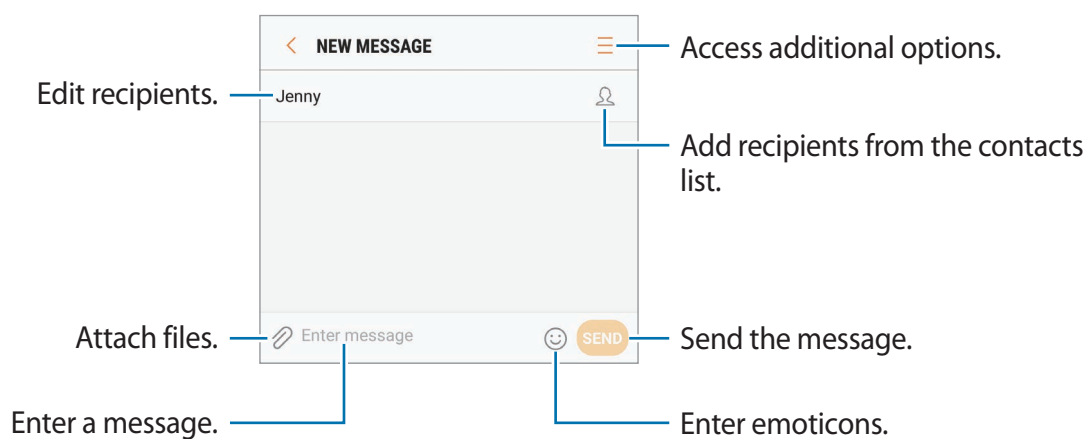 NEW MESSAGE
Access additional options.
Edit recipients.
Jenny
Add recipients from the contacts
list.
Attach files.
Enter message
SEND
Send the message.
Enter a message.
Enter emoticons.